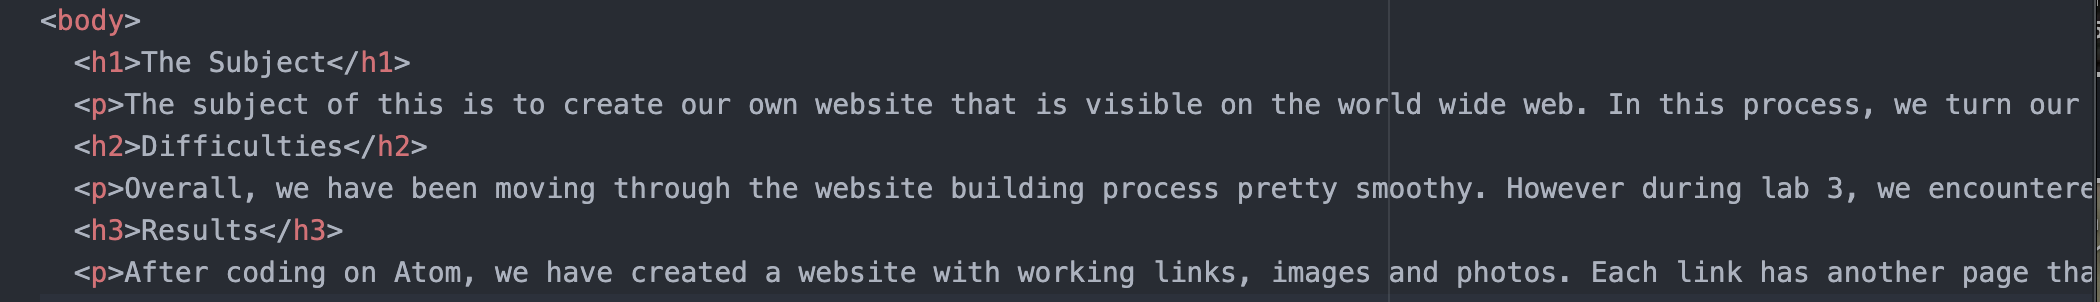 <body>
<h1>The Subject</h1>
<p>The subject of this is to create our own website that is visible on the world wide web. In this process, we turn our
<h2>Difficulties</h2>
<p>Overall, we have been moving through the website building process pretty smoothy. However during lab 3, we encountere
<h3>Results</h3>
<p>After coding on Atom, we have created a website with working links, images and photos. Each link has another page tha